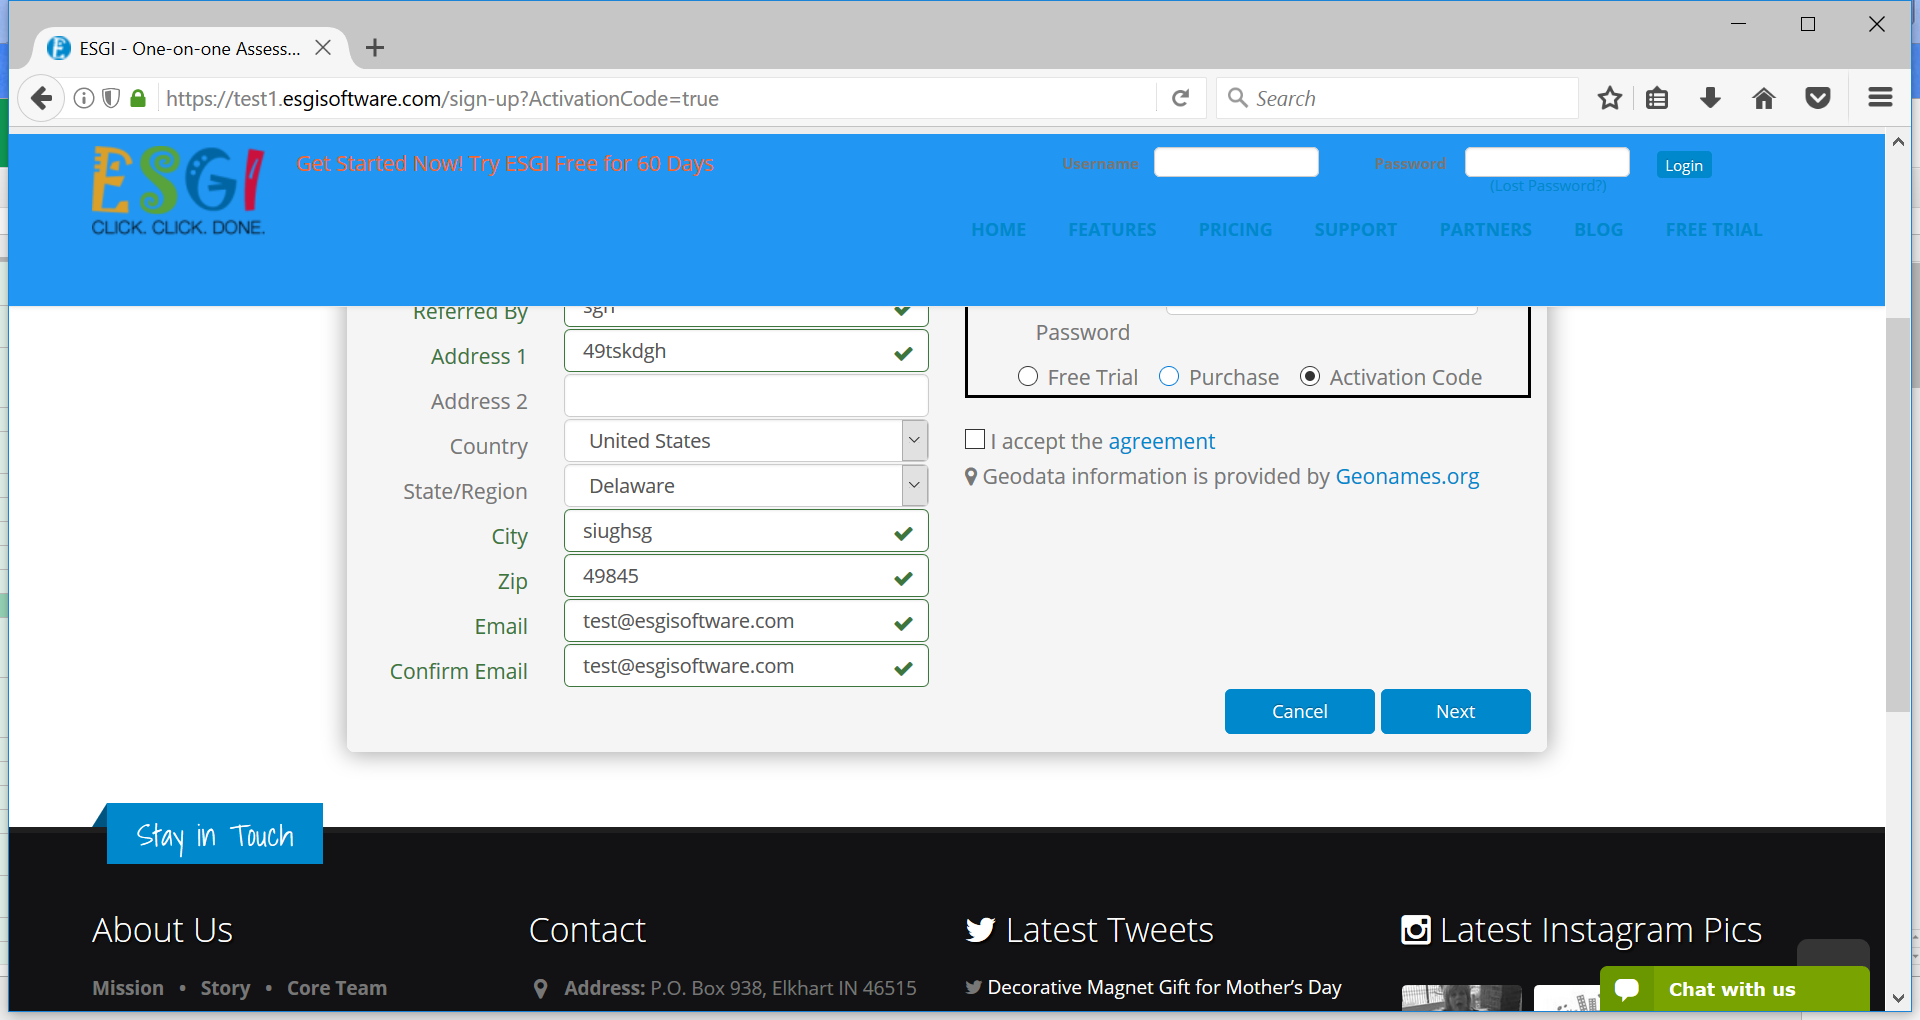 ESGI - One-on-one Assess...
https://test1.esgisoftware.com/sign-up?ActivationCode=true
Search
ESGI
CLICK. CLICK. DONE.
Get Started Now! Try ESGI Free for 60 Days
Username
Password
Login
(Lost Password?)
HOME FEATURES PRICING SUPPORT PARTNERS BLOG FREE TRIAL
Referred By
Address 1 49tskdgh
Address 2
Country United States
State/Region Delaware
City siughsg
Zip 49845
Email test@esgisoftware.com
Confirm Email test@esgisoftware.com
Password
Free Trial Purchase Activation Code
I accept the agreement
Geodata information is provided by Geonames.org
Cancel Next
Stay in Touch
About Us
Mission • Story • Core Team
Contact
Address: P.O. Box 938, Elkhart IN 46515
Latest Tweets
Decorative Magnet Gift for Mother's Day
Latest Instagram Pics
Chat with us